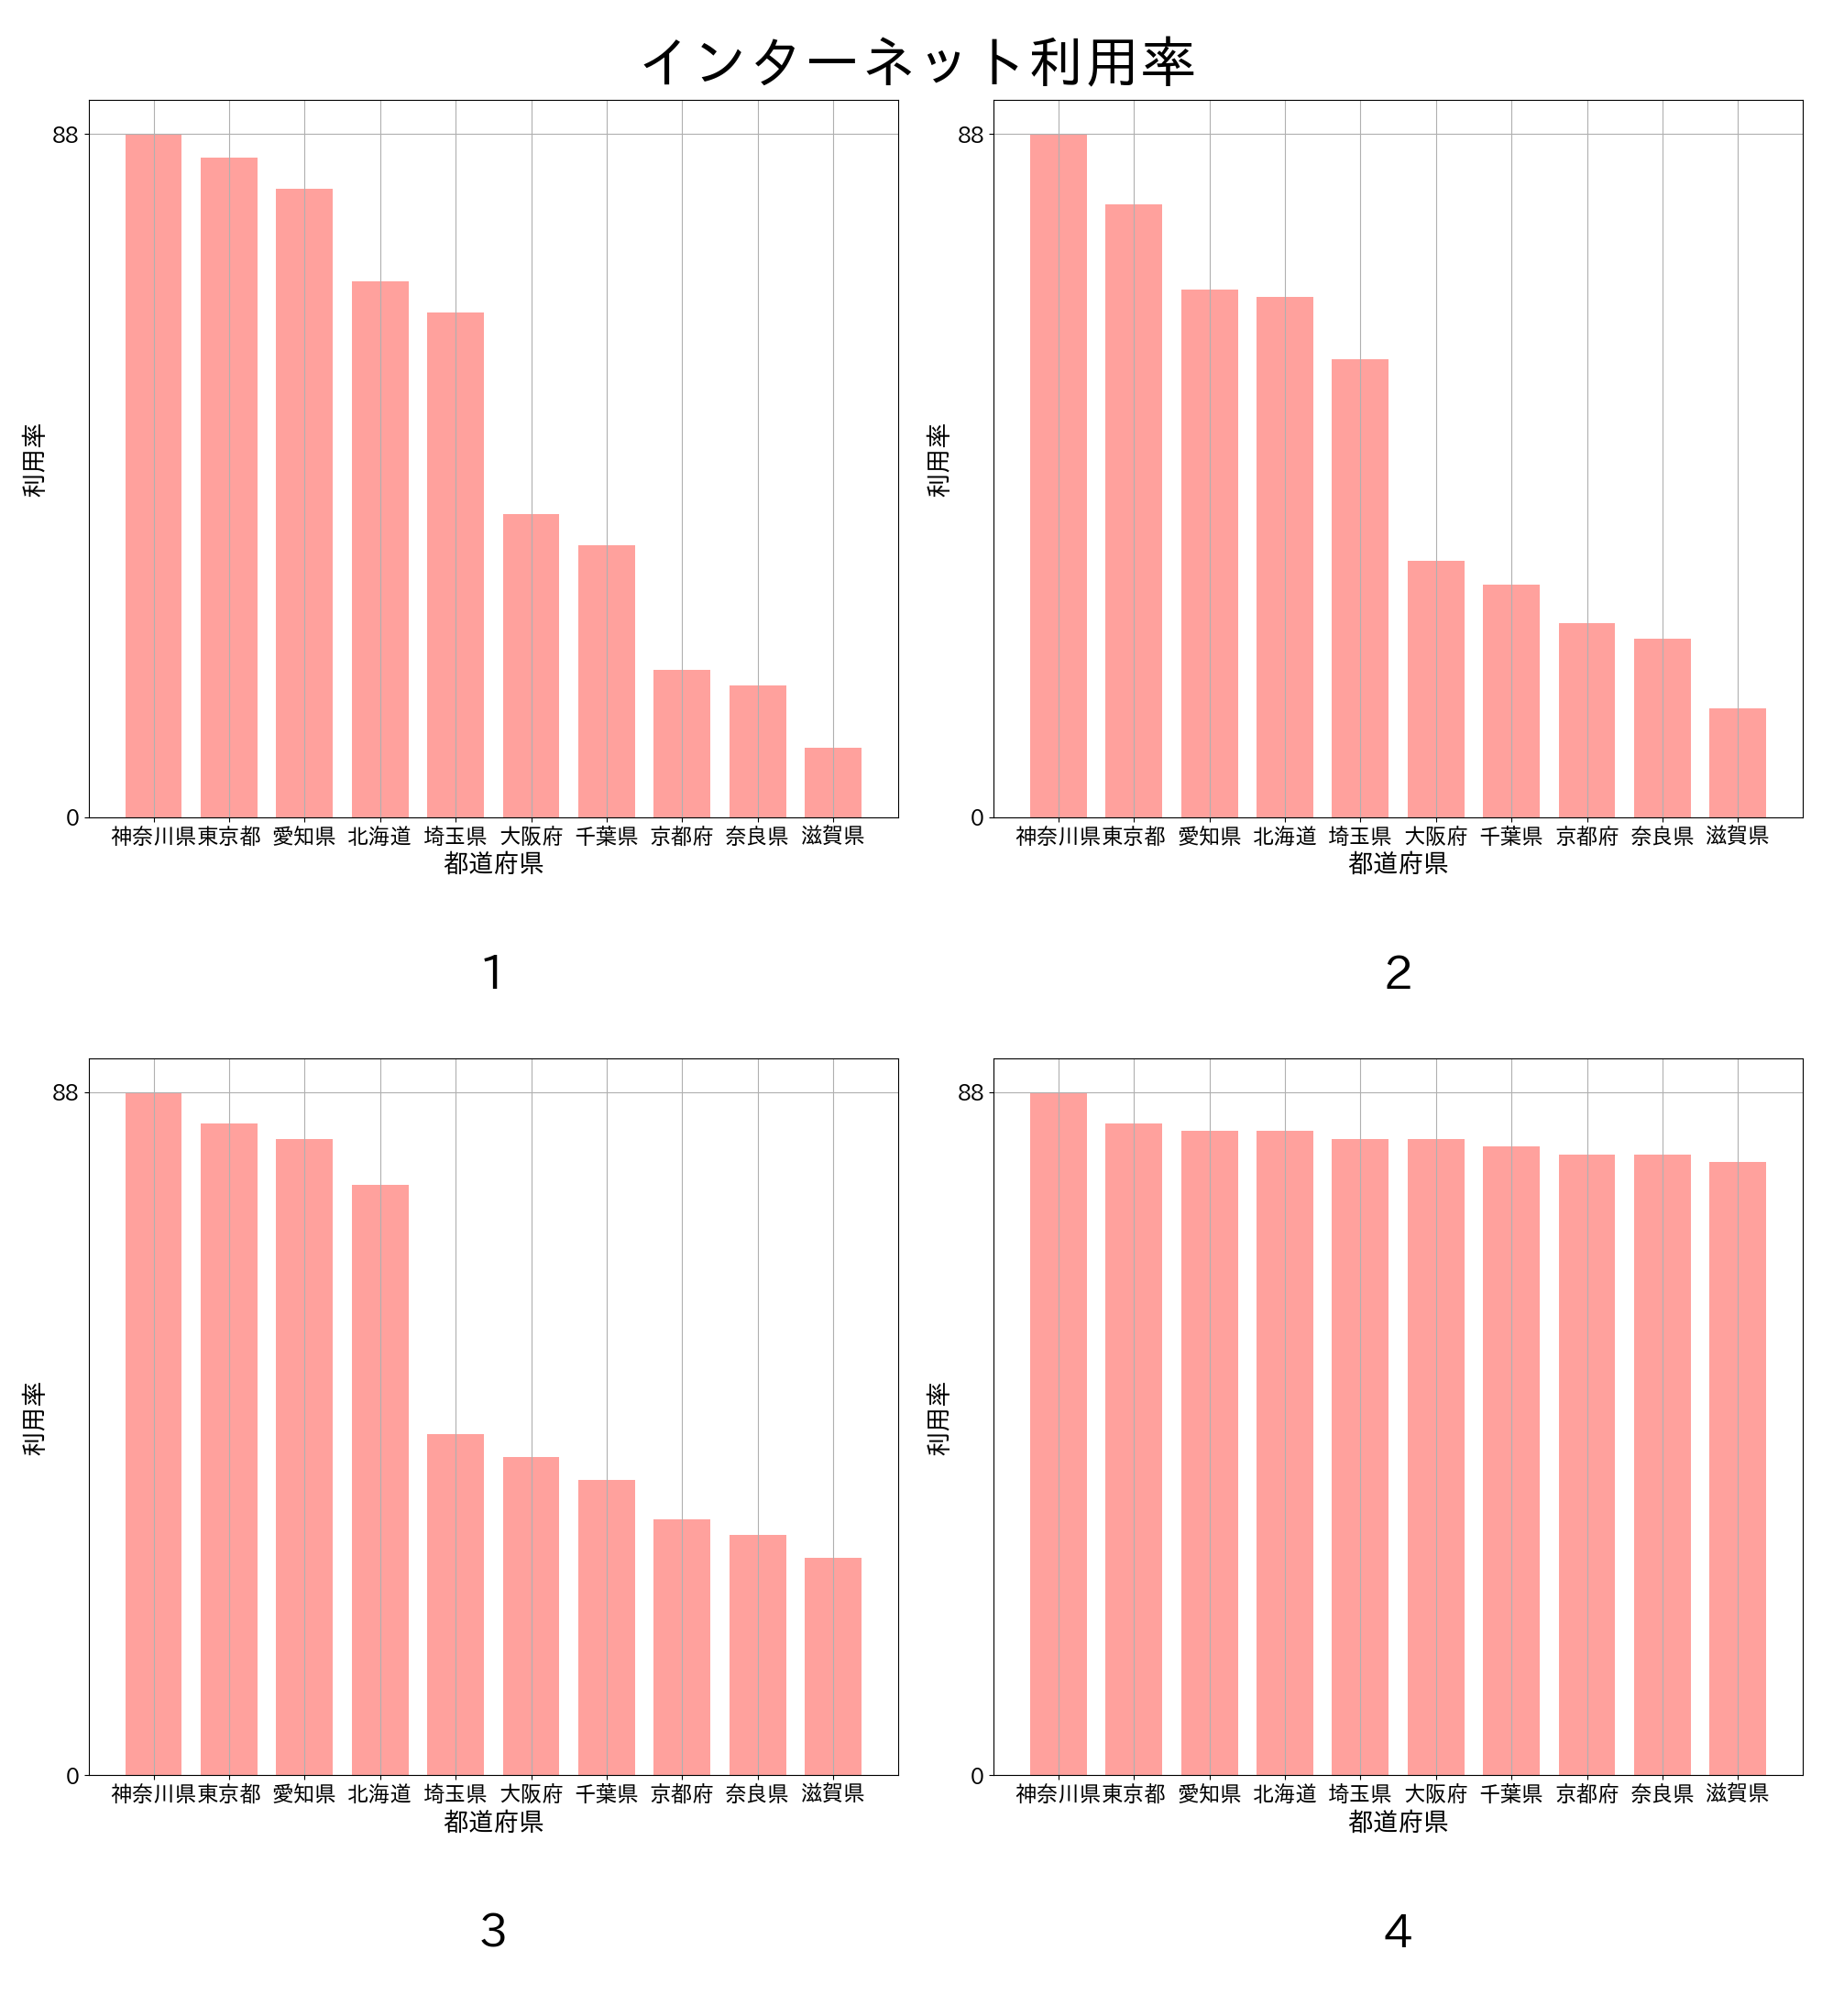 インターネット利用率
88
利用率
0
神奈川県 東京都 愛知県 北海道 埼玉県 大阪府 千葉県 京都府 奈良県 滋賀県
都道府県
1
88
利用率
0
神奈川県 東京都 愛知県 北海道 埼玉県 大阪府 千葉県 京都府 奈良県 滋賀県
都道府県
2
88
利用率
0
神奈川県 東京都 愛知県 北海道 埼玉県 大阪府 千葉県 京都府 奈良県 滋賀県
都道府県
3
88
利用率
0
神奈川県 東京都 愛知県 北海道 埼玉県 大阪府 千葉県 京都府 奈良県 滋賀県
都道府県
4